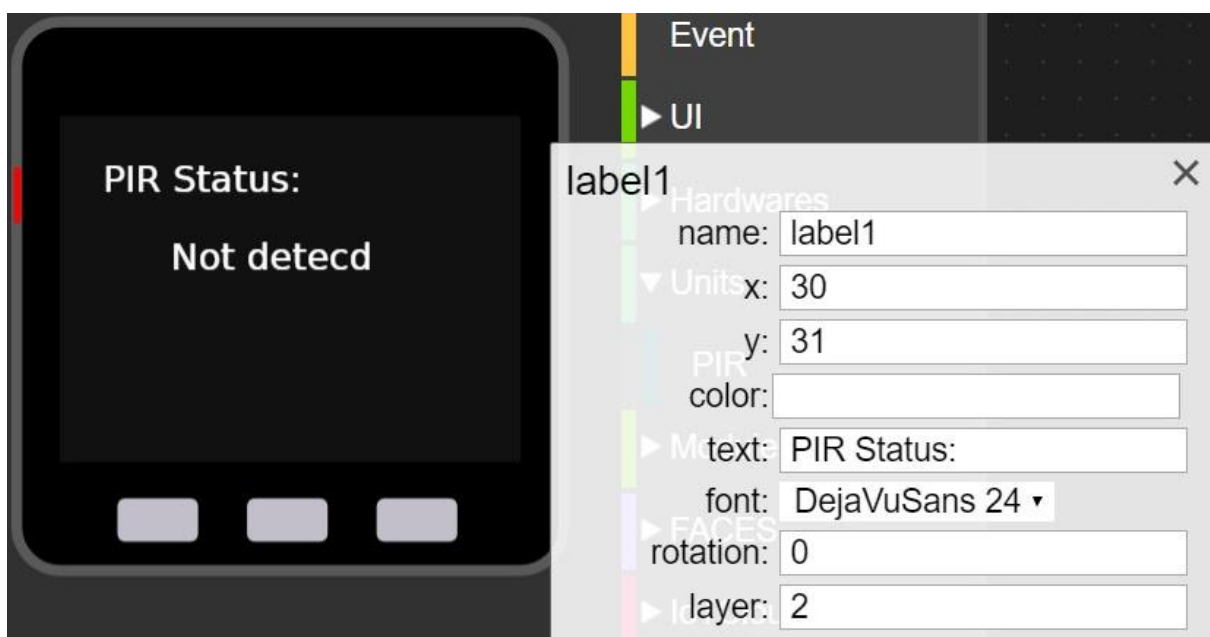 PIR Status:
Not detecd
Event
UI
label1
Hardwares
name: label1
Units
x: 30
y: 31
PIR
color:
text: PIR Status:
font: DejaVuSans 24
FACES
rotation: 0
layer: 2